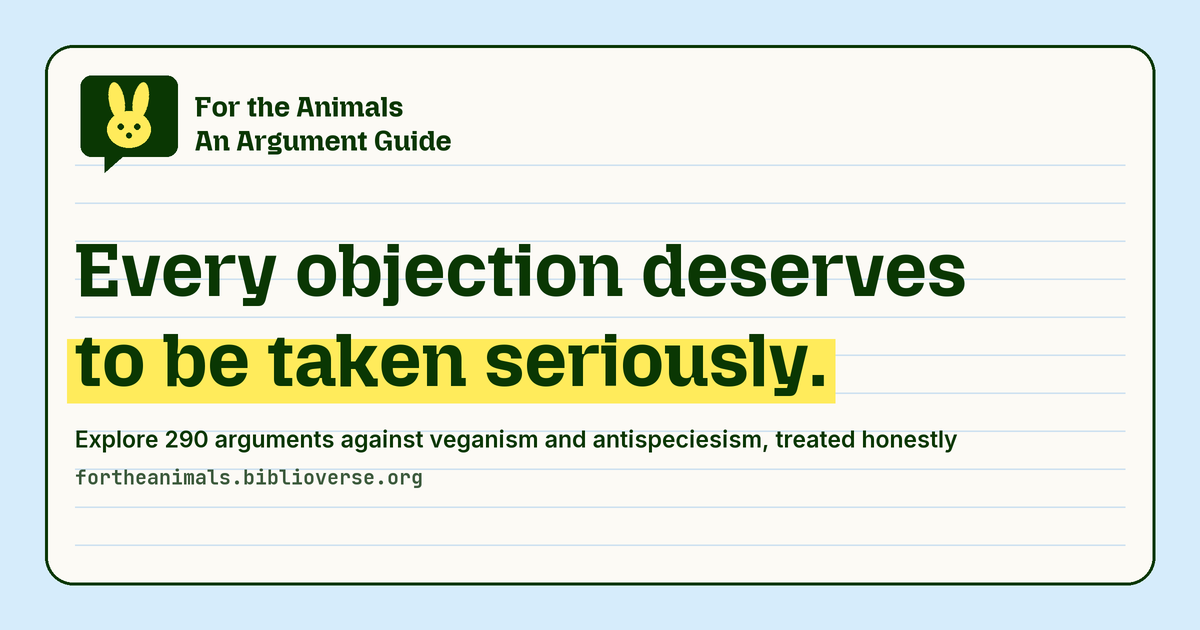 For the Animals
An Argument Guide
Every objection deserves
to be taken seriously.
Explore 290 arguments against veganism and antispeciesism, treated honestly
fortheanimals.biblioverse.org